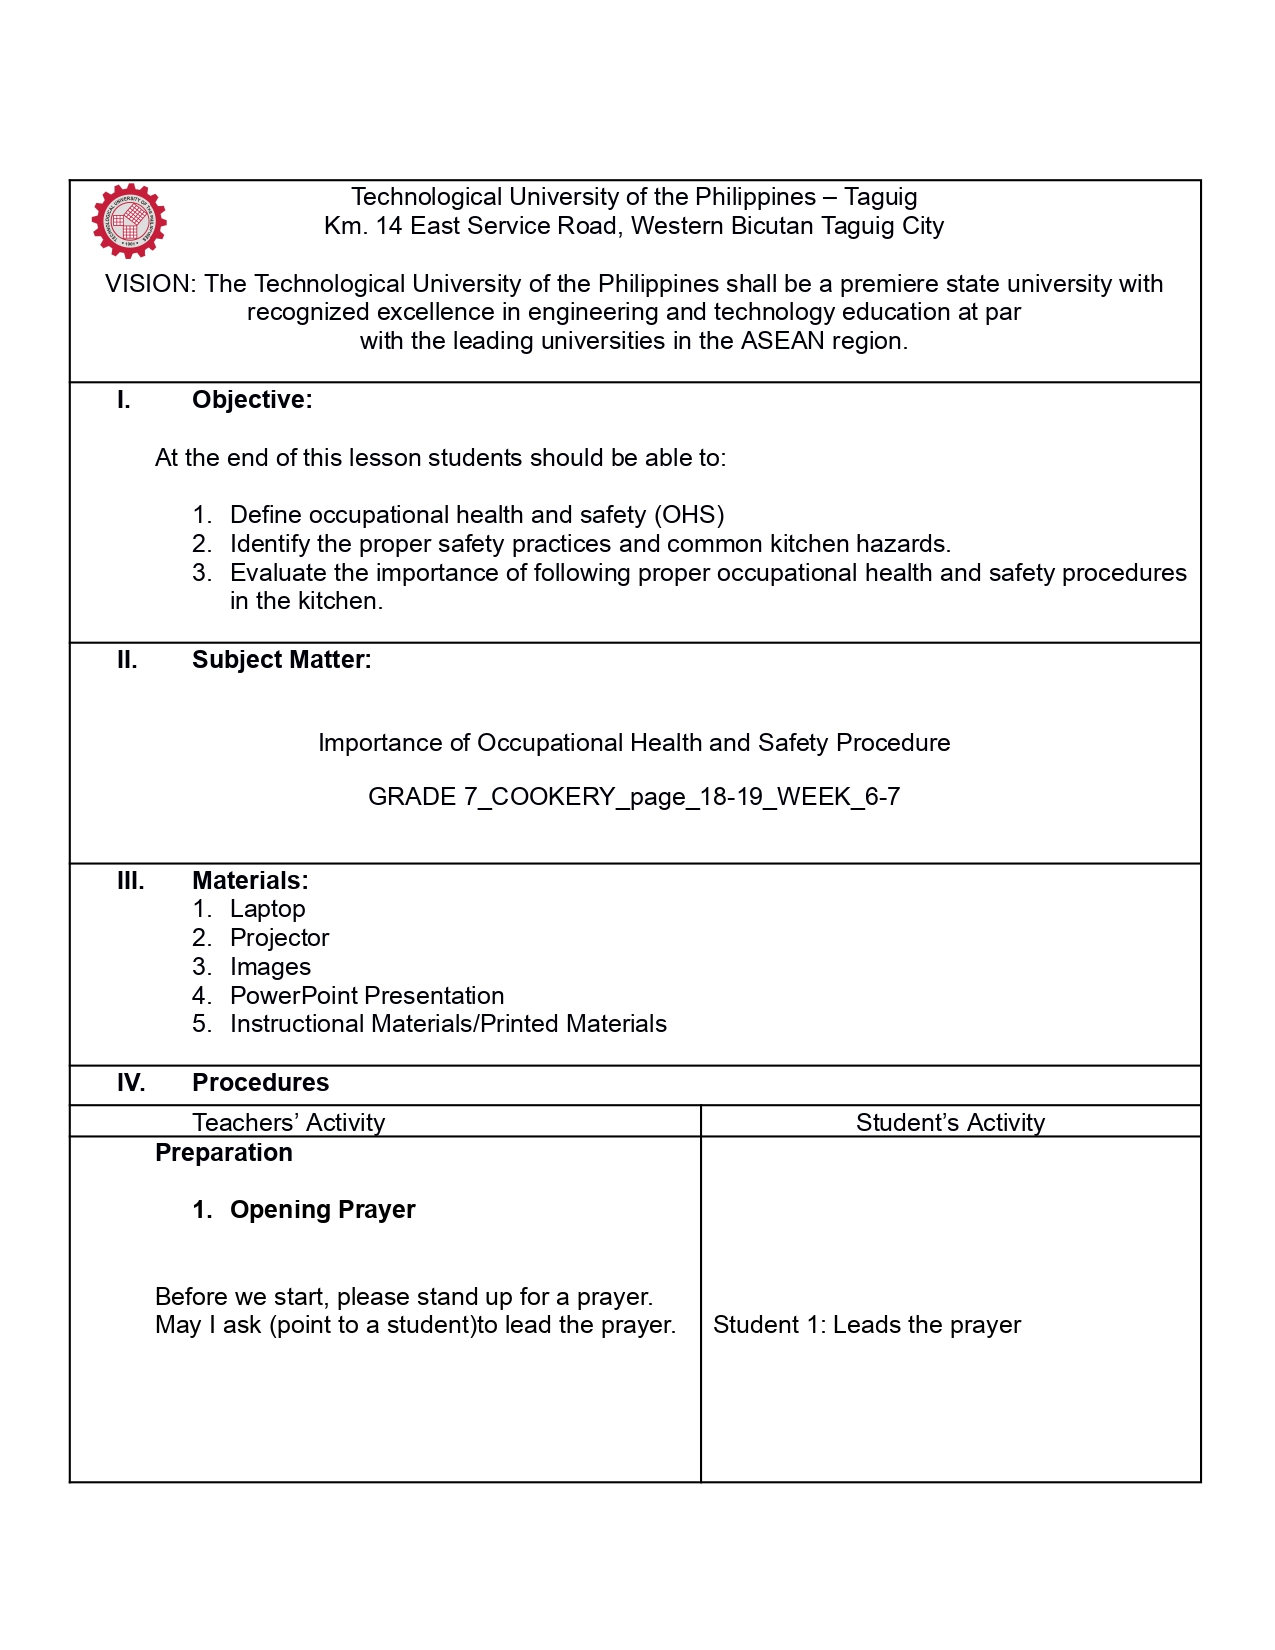 Technological University of the Philippines – Taguig
Km. 14 East Service Road, Western Bicutan Taguig City
VISION: The Technological University of the Philippines shall be a premiere state university with
recognized excellence in engineering and technology education at par
with the leading universities in the ASEAN region.
I. Objective:
At the end of this lesson students should be able to:
1. Define occupational health and safety (OHS)
2. Identify the proper safety practices and common kitchen hazards.
3. Evaluate the importance of following proper occupational health and safety procedures
in the kitchen.
II. Subject Matter:
Importance of Occupational Health and Safety Procedure
GRADE 7_COOKERY_page_18-19_WEEK_6-7
III. Materials:
1. Laptop
2. Projector
3. Images
4. PowerPoint Presentation
5. Instructional Materials/Printed Materials
IV. Procedures
Teachers’ Activity Student’s Activity
Preparation
1. Opening Prayer
Before we start, please stand up for a prayer.
May I ask (point to a student)to lead the prayer. Student 1: Leads the prayer